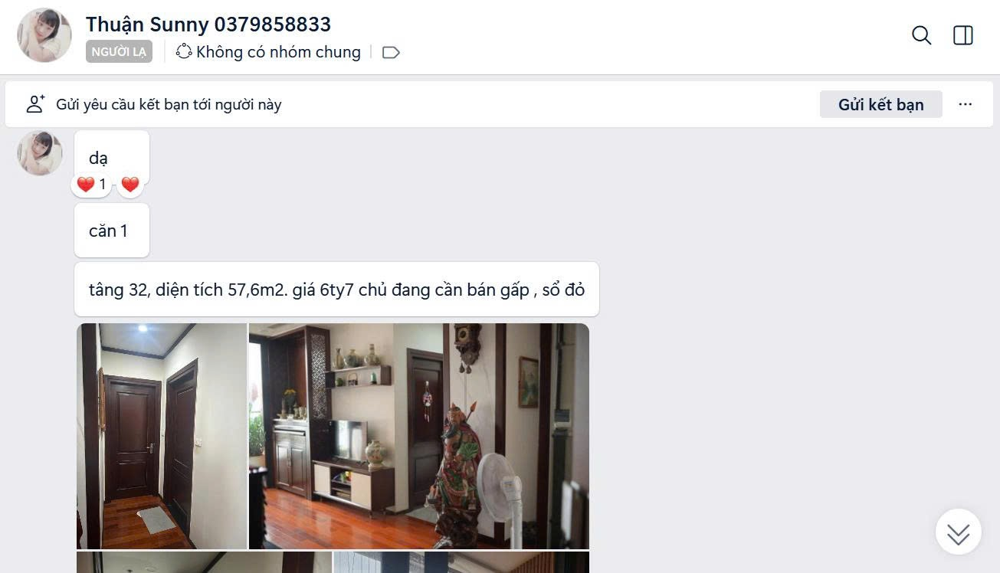 Thuận Sunny 0379858833
NGƯỜI LẠ
Không có nhóm chung
Gửi yêu cầu kết bạn tới người này
Gửi kết bạn
dạ
1
căn 1
tâng 32, diện tích 57,6m2. giá 6ty7 chủ đang cần bán gấp , sổ đỏ